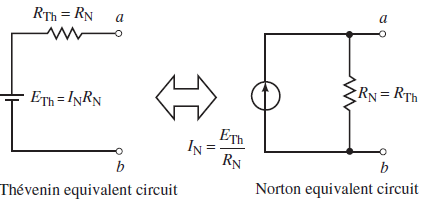 R_Th = R_N
a
E_Th = I_N R_N
b
Thévenin equivalent circuit
a
R_N = R_Th
I_N = E_Th / R_N
b
Norton equivalent circuit